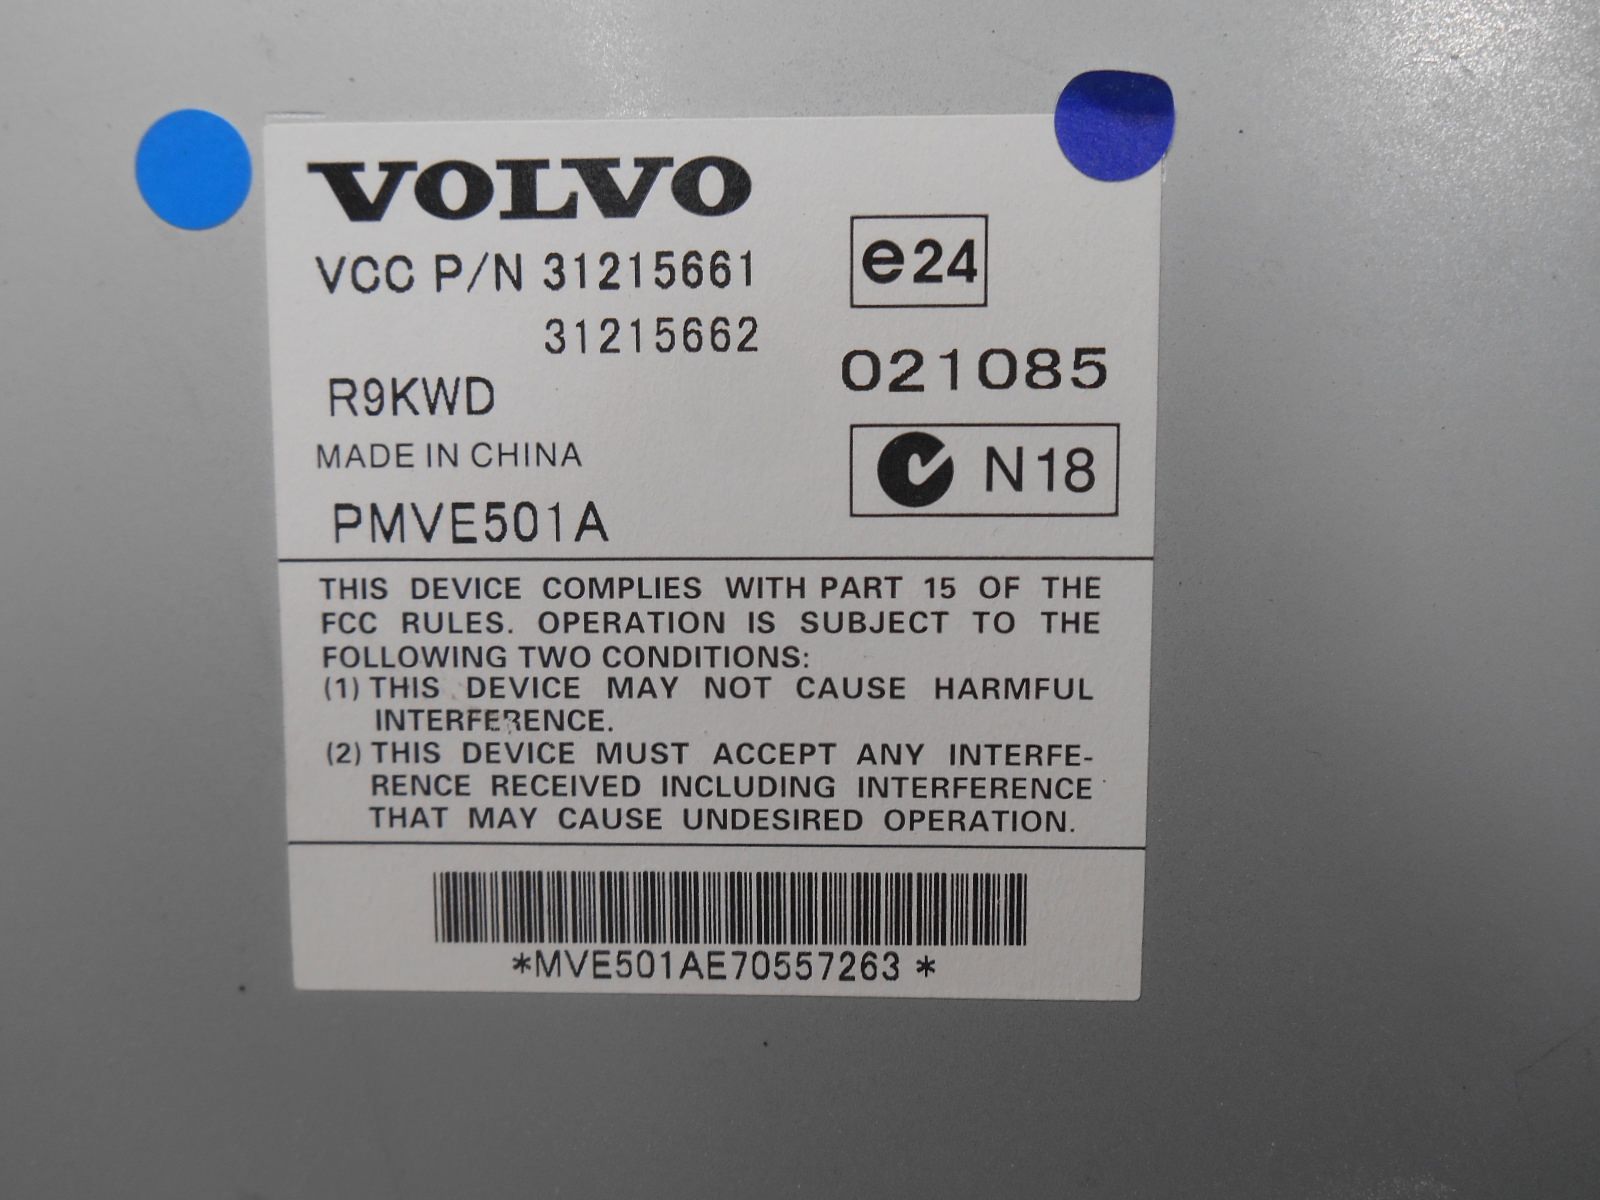 VOLVO
VCC P/N 31215661
31215662
R9KWD
MADE IN CHINA
PMVE501A
e24
021085
N18
THIS DEVICE COMPLIES WITH PART 15 OF THE
FCC RULES. OPERATION IS SUBJECT TO THE
FOLLOWING TWO CONDITIONS:
(1) THIS DEVICE MAY NOT CAUSE HARMFUL
INTERFERENCE.
(2) THIS DEVICE MUST ACCEPT ANY INTERFE-
RENCE RECEIVED INCLUDING INTERFERENCE
THAT MAY CAUSE UNDESIRED OPERATION.
*MVE501AE70557263 *